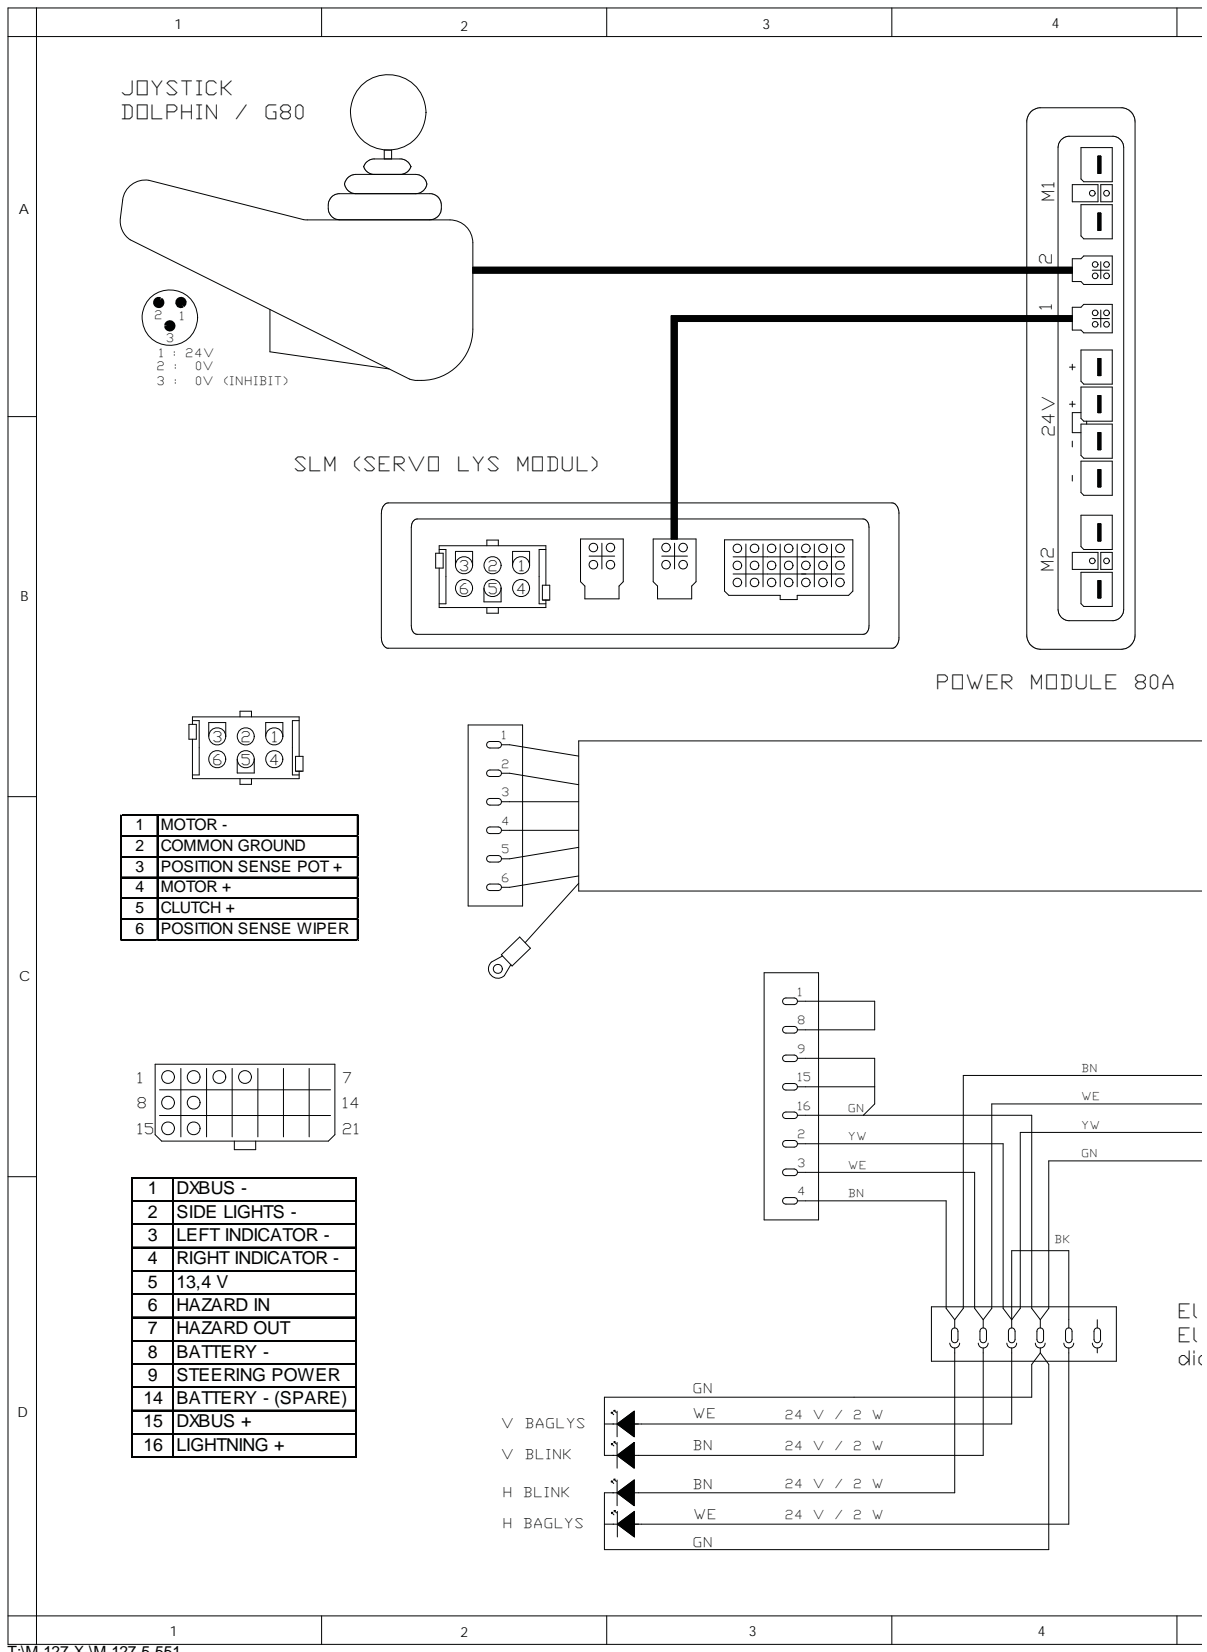 1 2 3 4
JOYSTICK
DOLPHIN / G80
A
M1
2
1
2 1
3
1 : 24V
2 : 0V
3 : 0V (INHIBIT)
+
+
24V
-
-
SLM (SERVO LYS MODUL)
3 2 1
6 5 4
M2
B
POWER MODULE 80A
3 2 1
6 5 4
1
2
3
4
5
6
1 MOTOR -
2 COMMON GROUND
3 POSITION SENSE POT +
4 MOTOR +
5 CLUTCH +
6 POSITION SENSE WIPER
C
1
8
9
15
16 GN
2 YW
3 WE
4 BN
BN
WE
YW
GN
BK
1 7
8 14
15 21
1 DXBUS -
2 SIDE LIGHTS -
3 LEFT INDICATOR -
4 RIGHT INDICATOR -
5 13,4 V
6 HAZARD IN
7 HAZARD OUT
8 BATTERY -
9 STEERING POWER
14 BATTERY - (SPARE)
15 DXBUS +
16 LIGHTNING +
El
El
dia
D
GN
V BAGLYS WE 24 V / 2 W
V BLINK BN 24 V / 2 W
H BLINK BN 24 V / 2 W
H BAGLYS WE 24 V / 2 W
GN
1 2 3 4
T:\M-127-X.\M-127-5-551